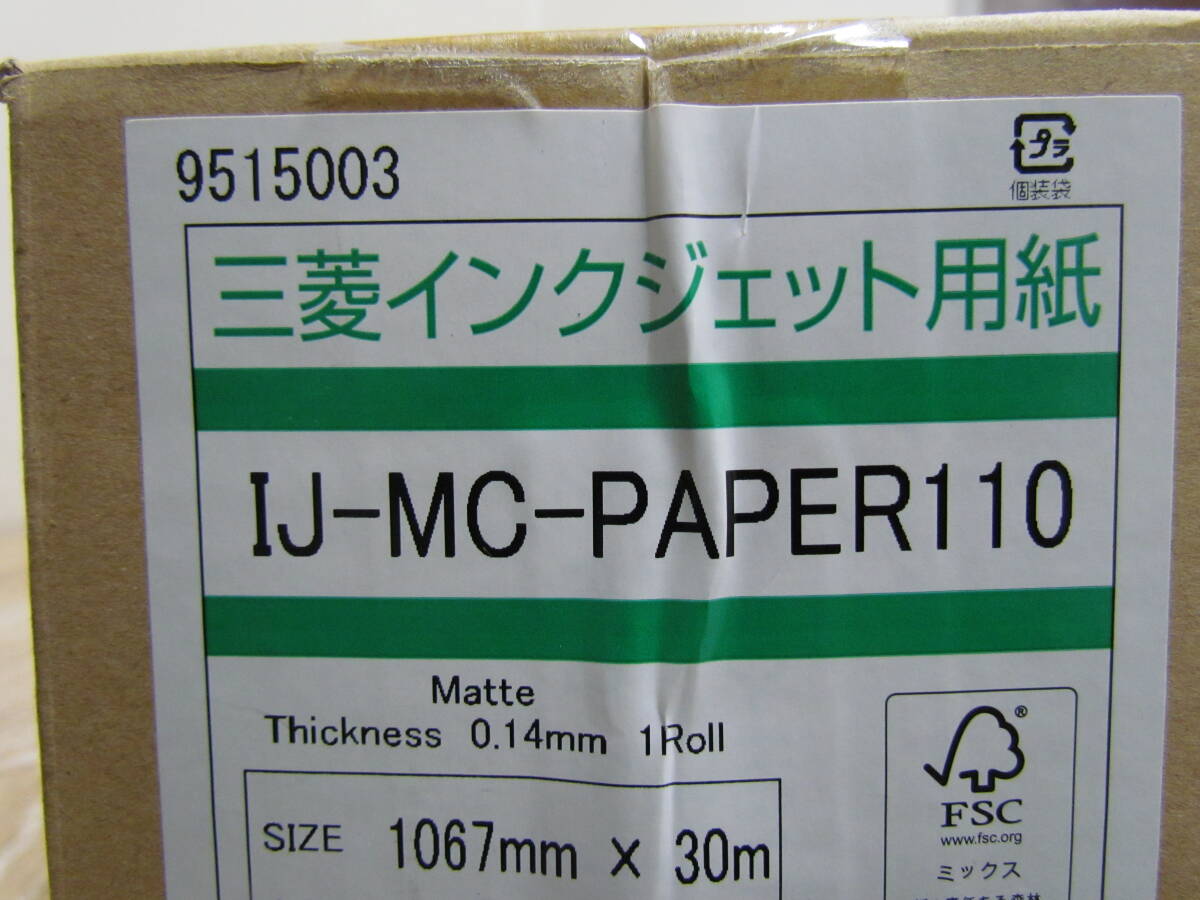 9515003
プラ
個装袋
三菱インクジェット用紙
IJ-MC-PAPER110
Matte
Thickness 0.14mm 1Roll
SIZE 1067mm × 30m
®
FSC
www.fsc.org
ミックス